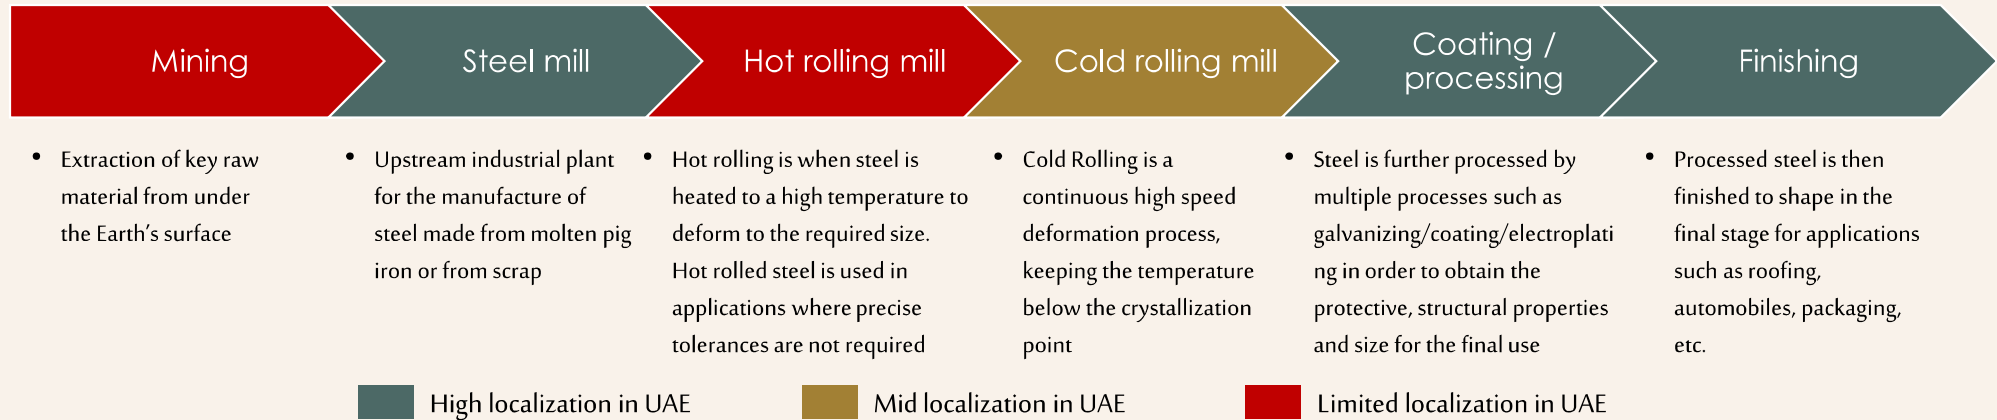 Mining
Steel mill
Hot rolling mill
Cold rolling mill
Coating /
processing
Finishing
• Extraction of key raw
material from under
the Earth's surface
• Upstream industrial plant
for the manufacture of
steel made from molten pig
iron or from scrap
• Hot rolling is when steel is
heated to a high temperature to
deform to the required size.
Hot rolled steel is used in
applications where precise
tolerances are not required
• Cold Rolling is a
continuous high speed
deformation process,
keeping the temperature
below the crystallization
point
• Steel is further processed by
multiple processes such as
galvanizing/coating/electroplati
ng in order to obtain the
protective, structural properties
and size for the final use
• Processed steel is then
finished to shape in the
final stage for applications
such as roofing,
automobiles, packaging,
etc.
High localization in UAE
Mid localization in UAE
Limited localization in UAE